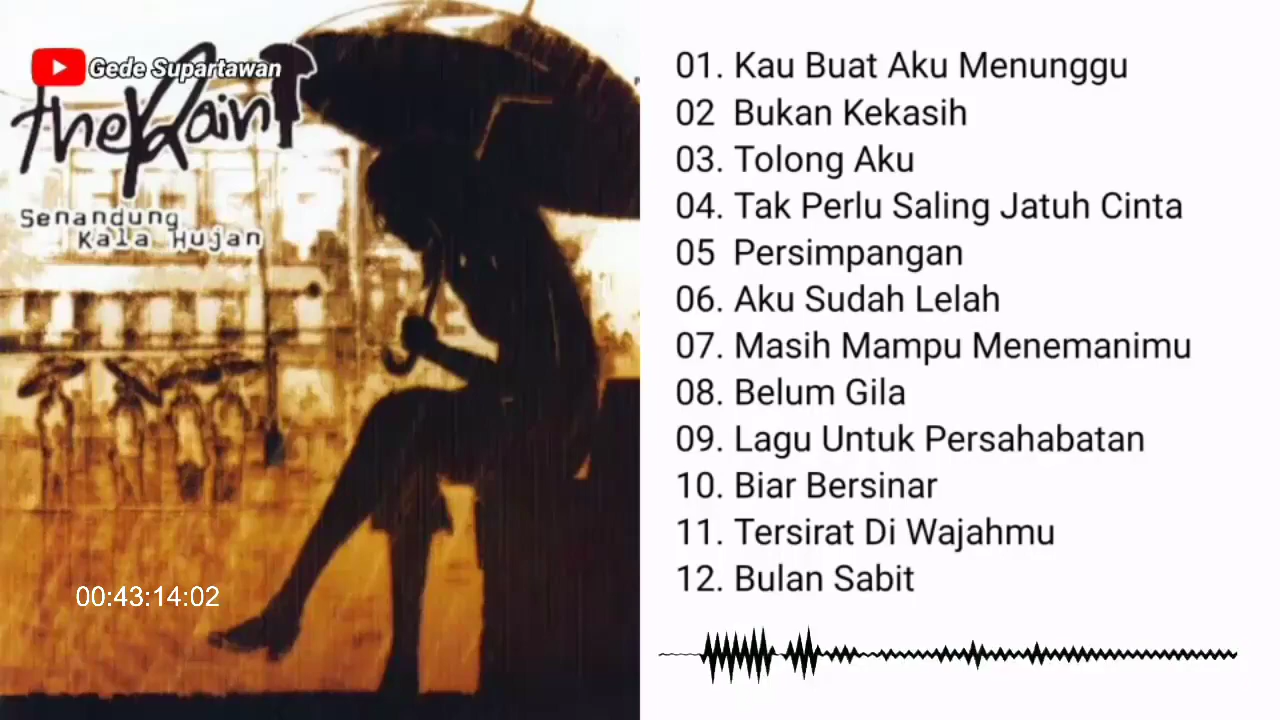 Gede Supartawan
the Rain
Senandung
Kala Hujan
00:43:14:02
01. Kau Buat Aku Menunggu
02 Bukan Kekasih
03. Tolong Aku
04. Tak Perlu Saling Jatuh Cinta
05 Persimpangan
06. Aku Sudah Lelah
07. Masih Mampu Menemanimu
08. Belum Gila
09. Lagu Untuk Persahabatan
10. Biar Bersinar
11. Tersirat Di Wajahmu
12. Bulan Sabit